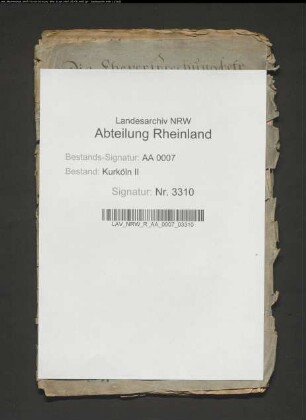 Landesarchiv NRW
Abteilung Rheinland
Bestands-Signatur: AA 0007
Bestand: Kurköln II
Signatur: Nr. 3310
LAV_NRW_R_AA_0007_03310